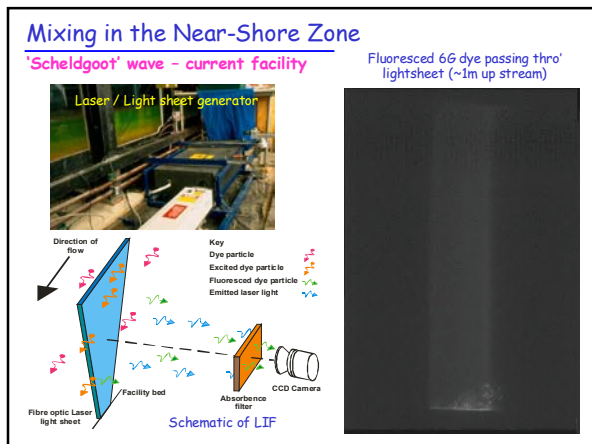 Mixing in the Near-Shore Zone
'Scheldgoot' wave – current facility
Fluoresced 6G dye passing thro'
lightsheet (~1m up stream)
Laser / Light sheet generator
Direction of
flow
Key
Dye particle
Excited dye particle
Fluoresced dye particle
Emitted laser light
Facility bed
Fibre optic Laser
light sheet
Absorbence
filter
CCD Camera
Schematic of LIF